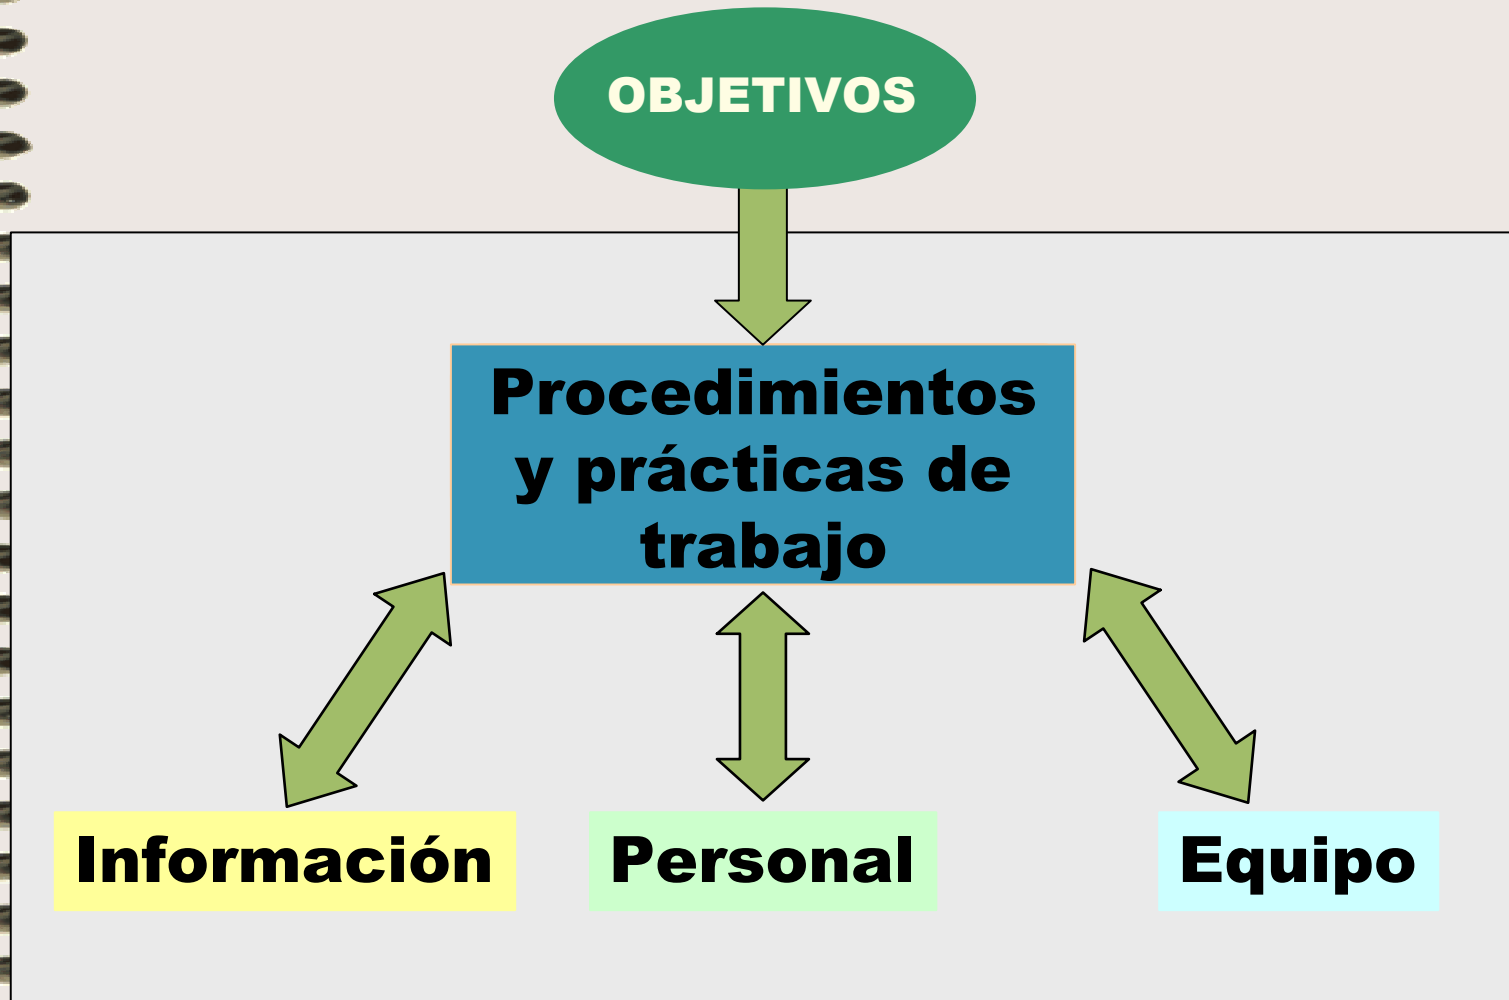 OBJETIVOS
Procedimientos
y prácticas de
trabajo
Información
Personal
Equipo